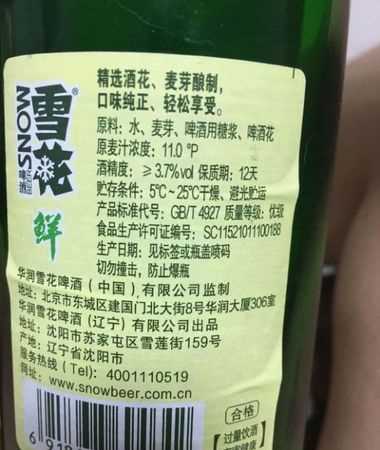 精选酒花、麦芽酿制，
口味纯正、轻松享受。
原料：水、麦芽、啤酒用糖浆、啤酒花
原麦汁浓度：11.0 °P
酒精度：≥3.7%vol 保质期：12天
贮存条件：5℃~25℃干燥、避光贮运
产品标准代号：GB/T 4927 质量等级：优级
食品生产许可证编号：SC11521011100188
生产日期：见标签或瓶盖喷码
切勿撞击，防止爆瓶
SNOW
雪花®
啤酒
鲜
华润雪花啤酒（中国）有限公司监制
地址：北京市东城区建国门北大街8号华润大厦306室
华润雪花啤酒（辽宁）有限公司出品
地址：沈阳市苏家屯区雪莲街159号
产地：辽宁省沈阳市
服务热线（Tel）：4001110519
网址：www.snowbeer.com.cn
合格
过量饮酒
6 918